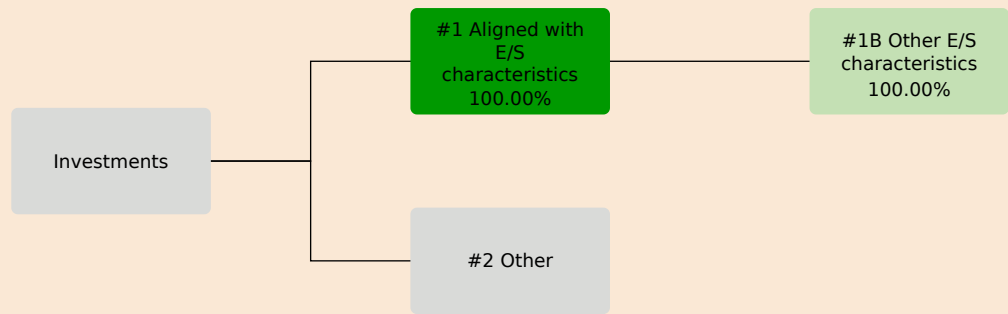 #1 Aligned with
E/S
characteristics
100.00%
#1B Other E/S
characteristics
100.00%
Investments
#2 Other